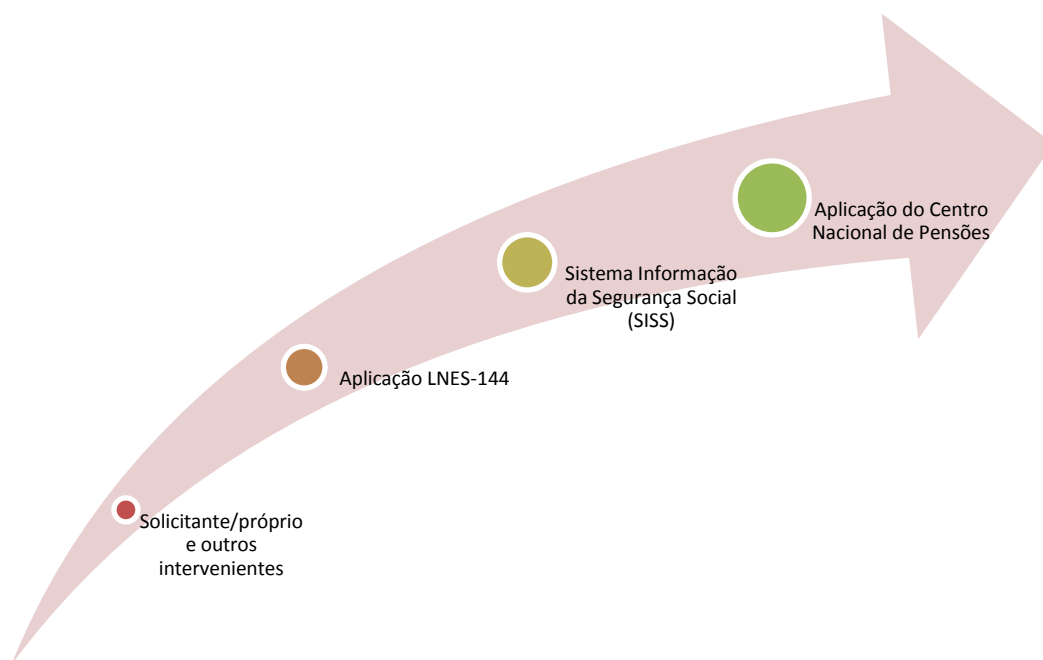 Solicitante/próprio
e outros
intervenientes
Aplicação LNES-144
Sistema Informação
da Segurança Social
(SISS)
Aplicação do Centro
Nacional de Pensões